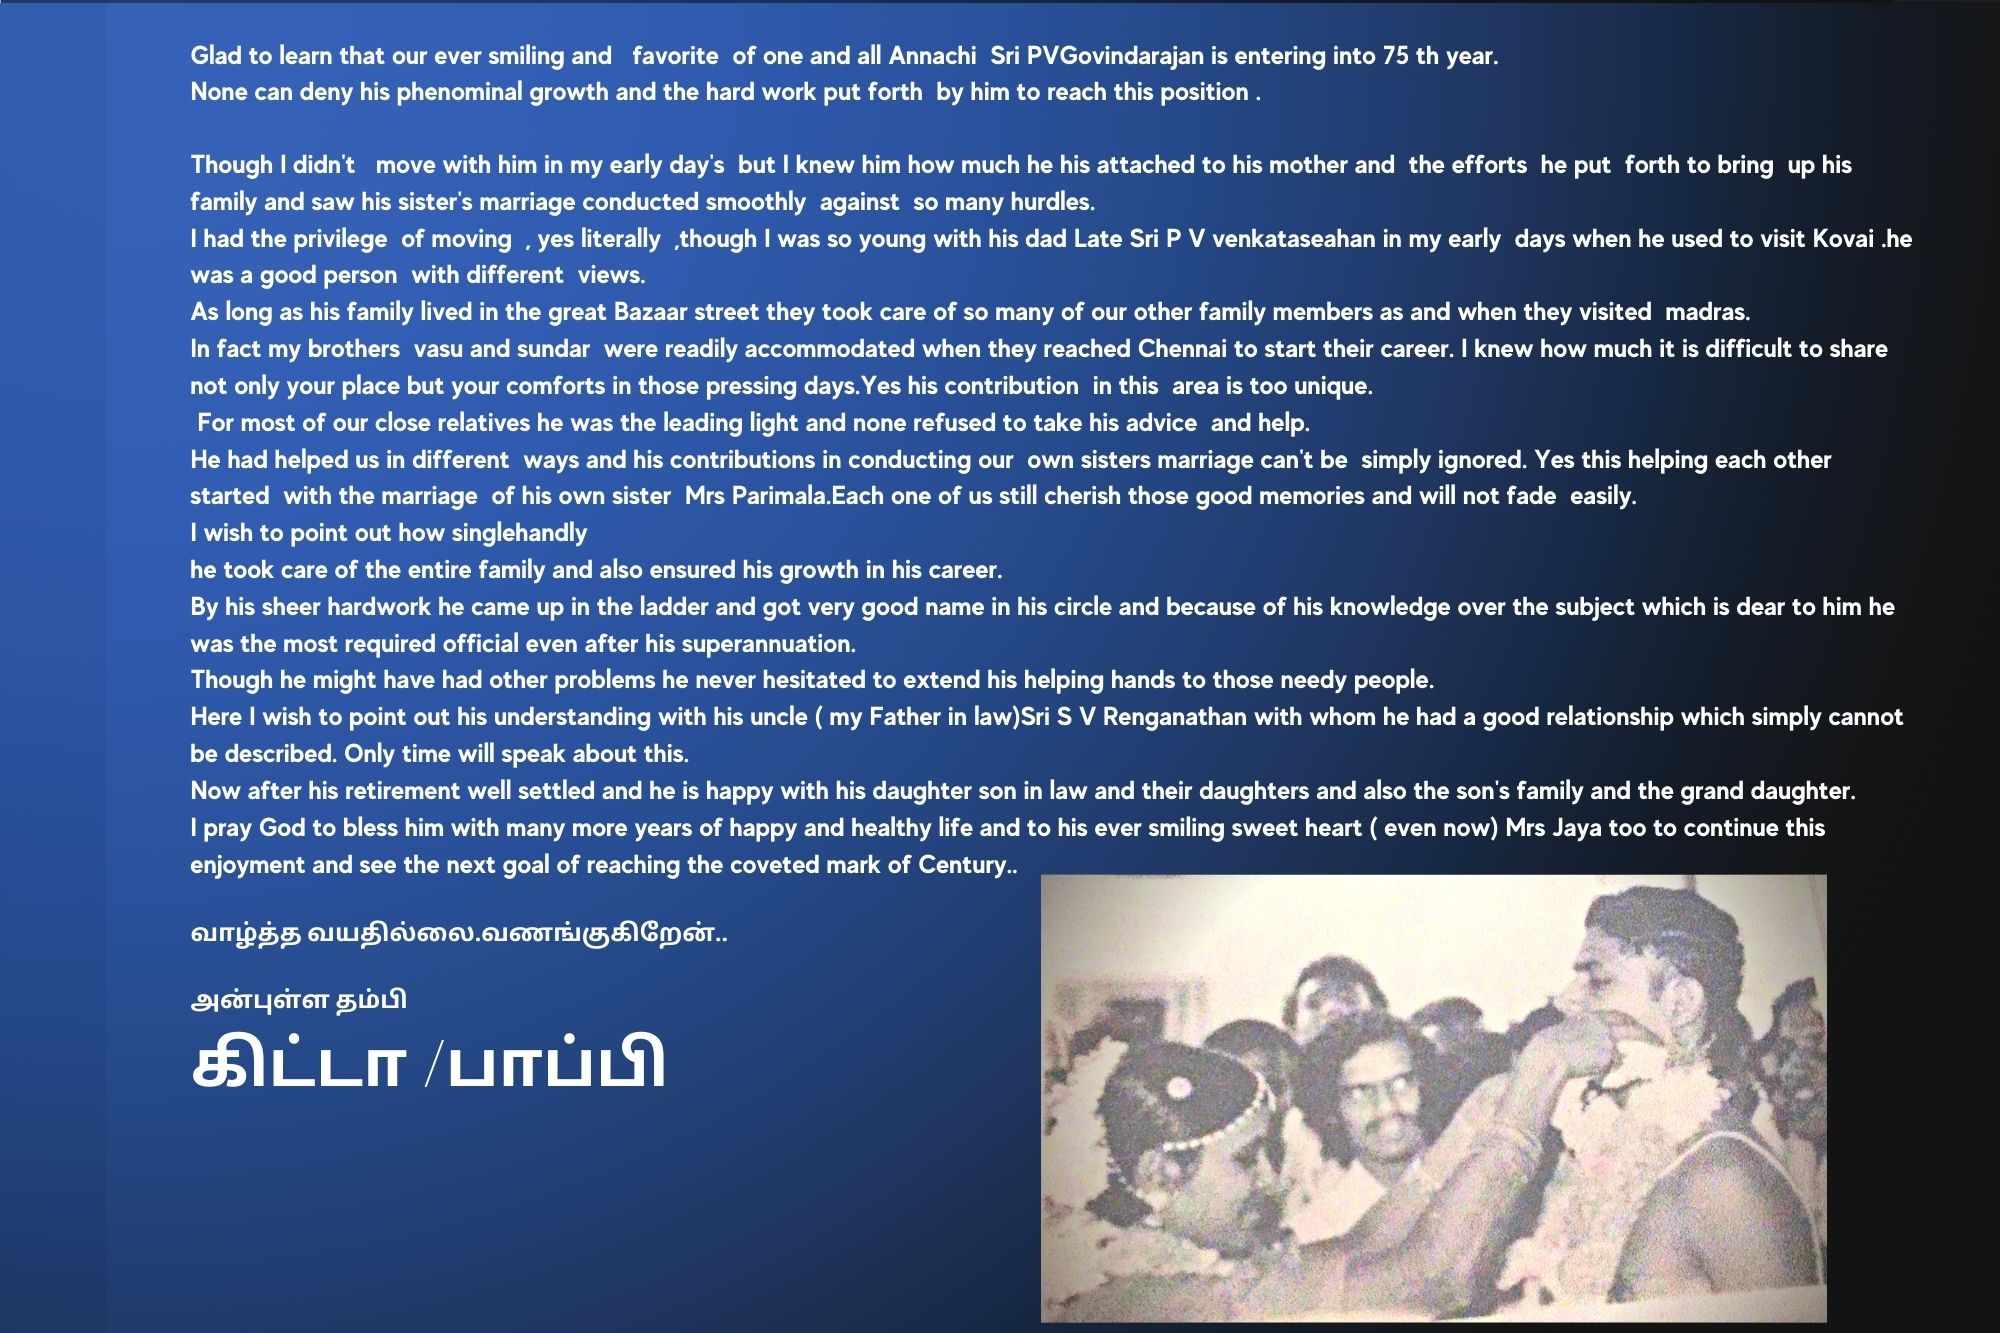 Glad to learn that our ever smiling and favorite of one and all Annachi Sri PVGovindarajan is entering into 75 th year.
None can deny his phenominal growth and the hard work put forth by him to reach this position .
Though I didn't move with him in my early day's but I knew him how much he his attached to his mother and the efforts he put forth to bring up his
family and saw his sister's marriage conducted smoothly against so many hurdles.
I had the privilege of moving , yes literally ,though I was so young with his dad Late Sri P V venkataseahan in my early days when he used to visit Kovai .he
was a good person with different views.
As long as his family lived in the great Bazaar street they took care of so many of our other family members as and when they visited madras.
In fact my brothers vasu and sundar were readily accommodated when they reached Chennai to start their career. I knew how much it is difficult to share
not only your place but your comforts in those pressing days.Yes his contribution in this area is too unique.
For most of our close relatives he was the leading light and none refused to take his advice and help.
He had helped us in different ways and his contributions in conducting our own sisters marriage can't be simply ignored. Yes this helping each other
started with the marriage of his own sister Mrs Parimala.Each one of us still cherish those good memories and will not fade easily.
I wish to point out how singlehandly
he took care of the entire family and also ensured his growth in his career.
By his sheer hardwork he came up in the ladder and got very good name in his circle and because of his knowledge over the subject which is dear to him he
was the most required official even after his superannuation.
Though he might have had other problems he never hesitated to extend his helping hands to those needy people.
Here I wish to point out his understanding with his uncle ( my Father in law)Sri S V Renganathan with whom he had a good relationship which simply cannot
be described. Only time will speak about this.
Now after his retirement well settled and he is happy with his daughter son in law and their daughters and also the son's family and the grand daughter.
I pray God to bless him with many more years of happy and healthy life and to his ever smiling sweet heart ( even now) Mrs Jaya too to continue this
enjoyment and see the next goal of reaching the coveted mark of Century..
வாழ்த்த வயதில்லை.வணங்குகிறேன்..
அன்புள்ள தம்பி
கிட்டா /பாப்பி